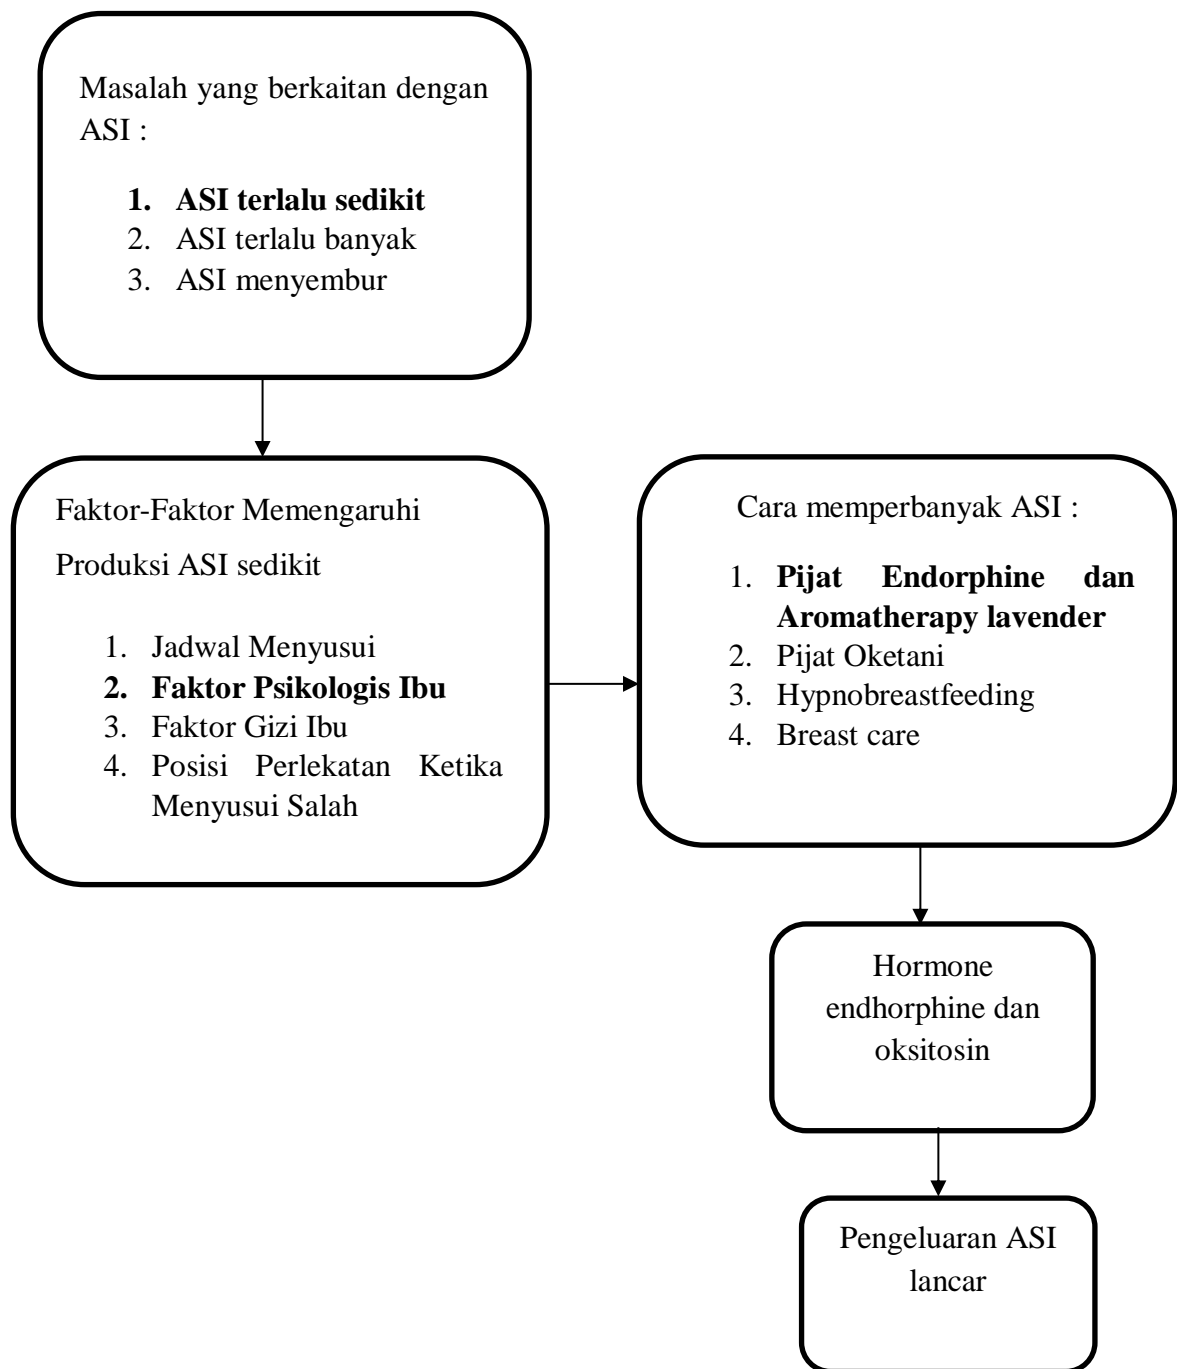 Masalah yang berkaitan dengan
ASI :
1. ASI terlalu sedikit
2. ASI terlalu banyak
3. ASI menyembur
Faktor-Faktor Memengaruhi
Produksi ASI sedikit
1. Jadwal Menyusui
2. Faktor Psikologis Ibu
3. Faktor Gizi Ibu
4. Posisi Perlekatan Ketika
Menyusui Salah
Cara memperbanyak ASI :
1. Pijat Endorphine dan
Aromatherapy lavender
2. Pijat Oketani
3. Hypnobreastfeeding
4. Breast care
Hormone
endhorphine dan
oksitosin
Pengeluaran ASI
lancar